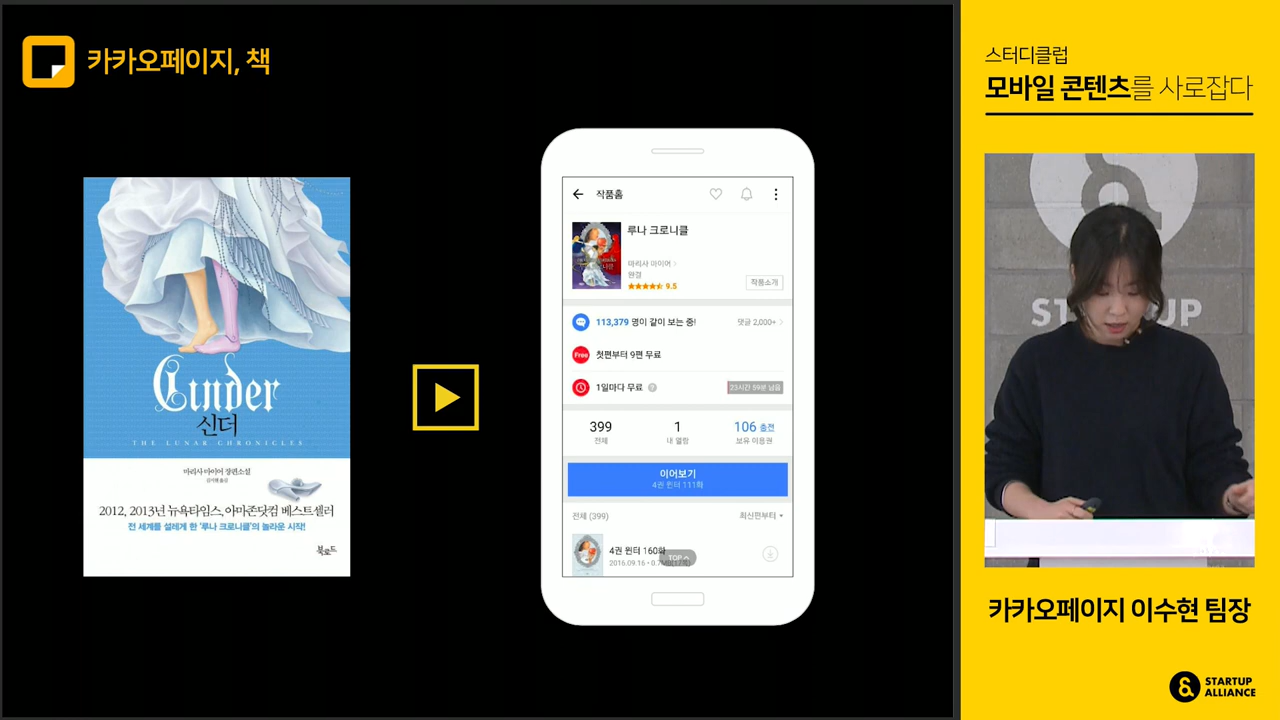 카카오페이지, 책
Cinder
신더
THE LUNAR CHRONICLES
마리사 마이어 장편소설
2012, 2013년 뉴욕타임스, 아마존닷컴 베스트셀러
전 세계를 설레게 한 '루나 크로니클'의 놀라운 시작!
북로드
작품홈
루나 크로니클
마리사 마이어
완결
9.5
작품소개
113,379 명이 같이 보는 중!
댓글 2,000+
Free
첫편부터 9편 무료
1일마다 무료
?
23시간 59분 남음
399
전체
1
내 열람
106 충전
보유 이용권
이어보기
4권 윈터 111화
전체 (399)
최신편부터
4권 윈터 160화
2016.09.16
TOP
스터디클럽
모바일 콘텐츠를 사로잡다
STARTUP
카카오페이지 이수현 팀장
STARTUP
ALLIANCE